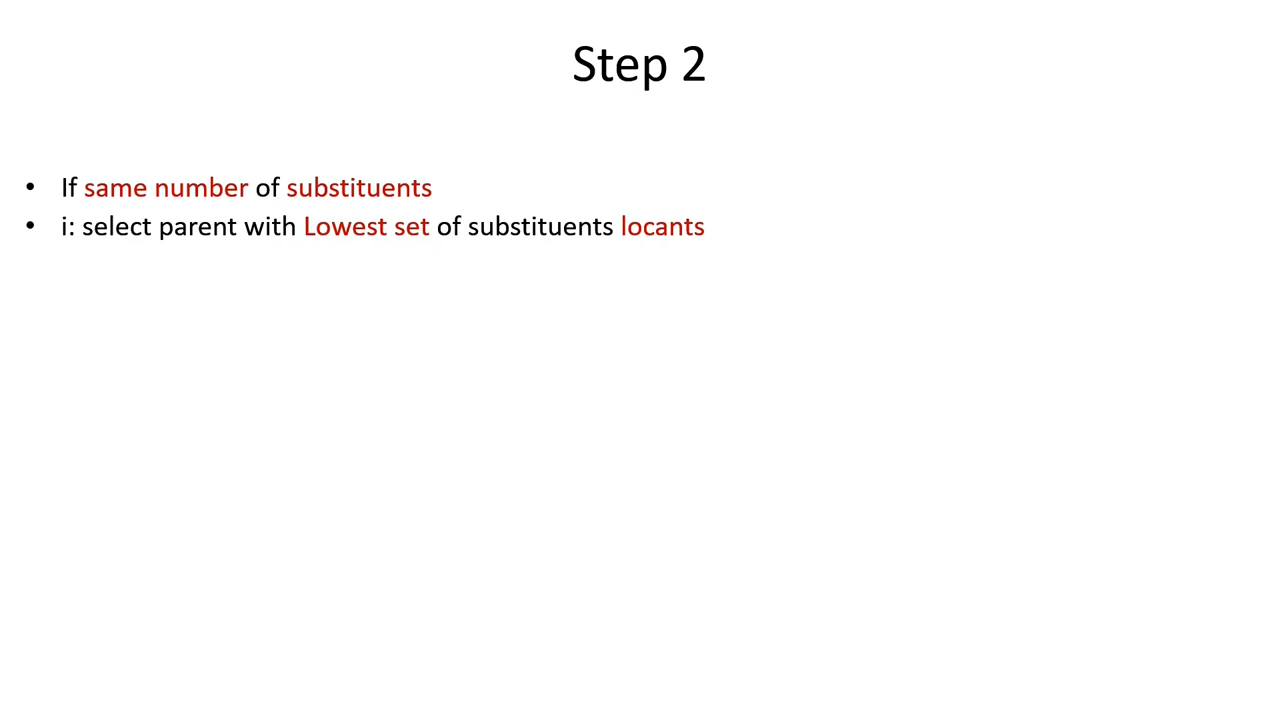 Step 2
• If same number of substituents
• i: select parent with Lowest set of substituents locants